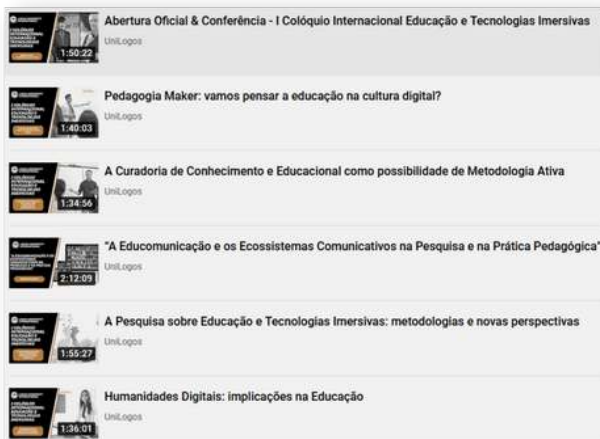 Abertura Oficial & Conferência - I Colóquio Internacional Educação e Tecnologias Imersivas
UniLogos
1:50:22
Pedagogia Maker: vamos pensar a educação na cultura digital?
UniLogos
1:40:03
A Curadoria de Conhecimento e Educacional como possibilidade de Metodologia Ativa
UniLogos
1:34:56
"A Educomunicação e os Ecossistemas Comunicativos na Pesquisa e na Prática Pedagógica"
UniLogos
2:12:09
A Pesquisa sobre Educação e Tecnologias Imersivas: metodologias e novas perspectivas
UniLogos
1:55:27
Humanidades Digitais: implicações na Educação
UniLogos
1:36:01